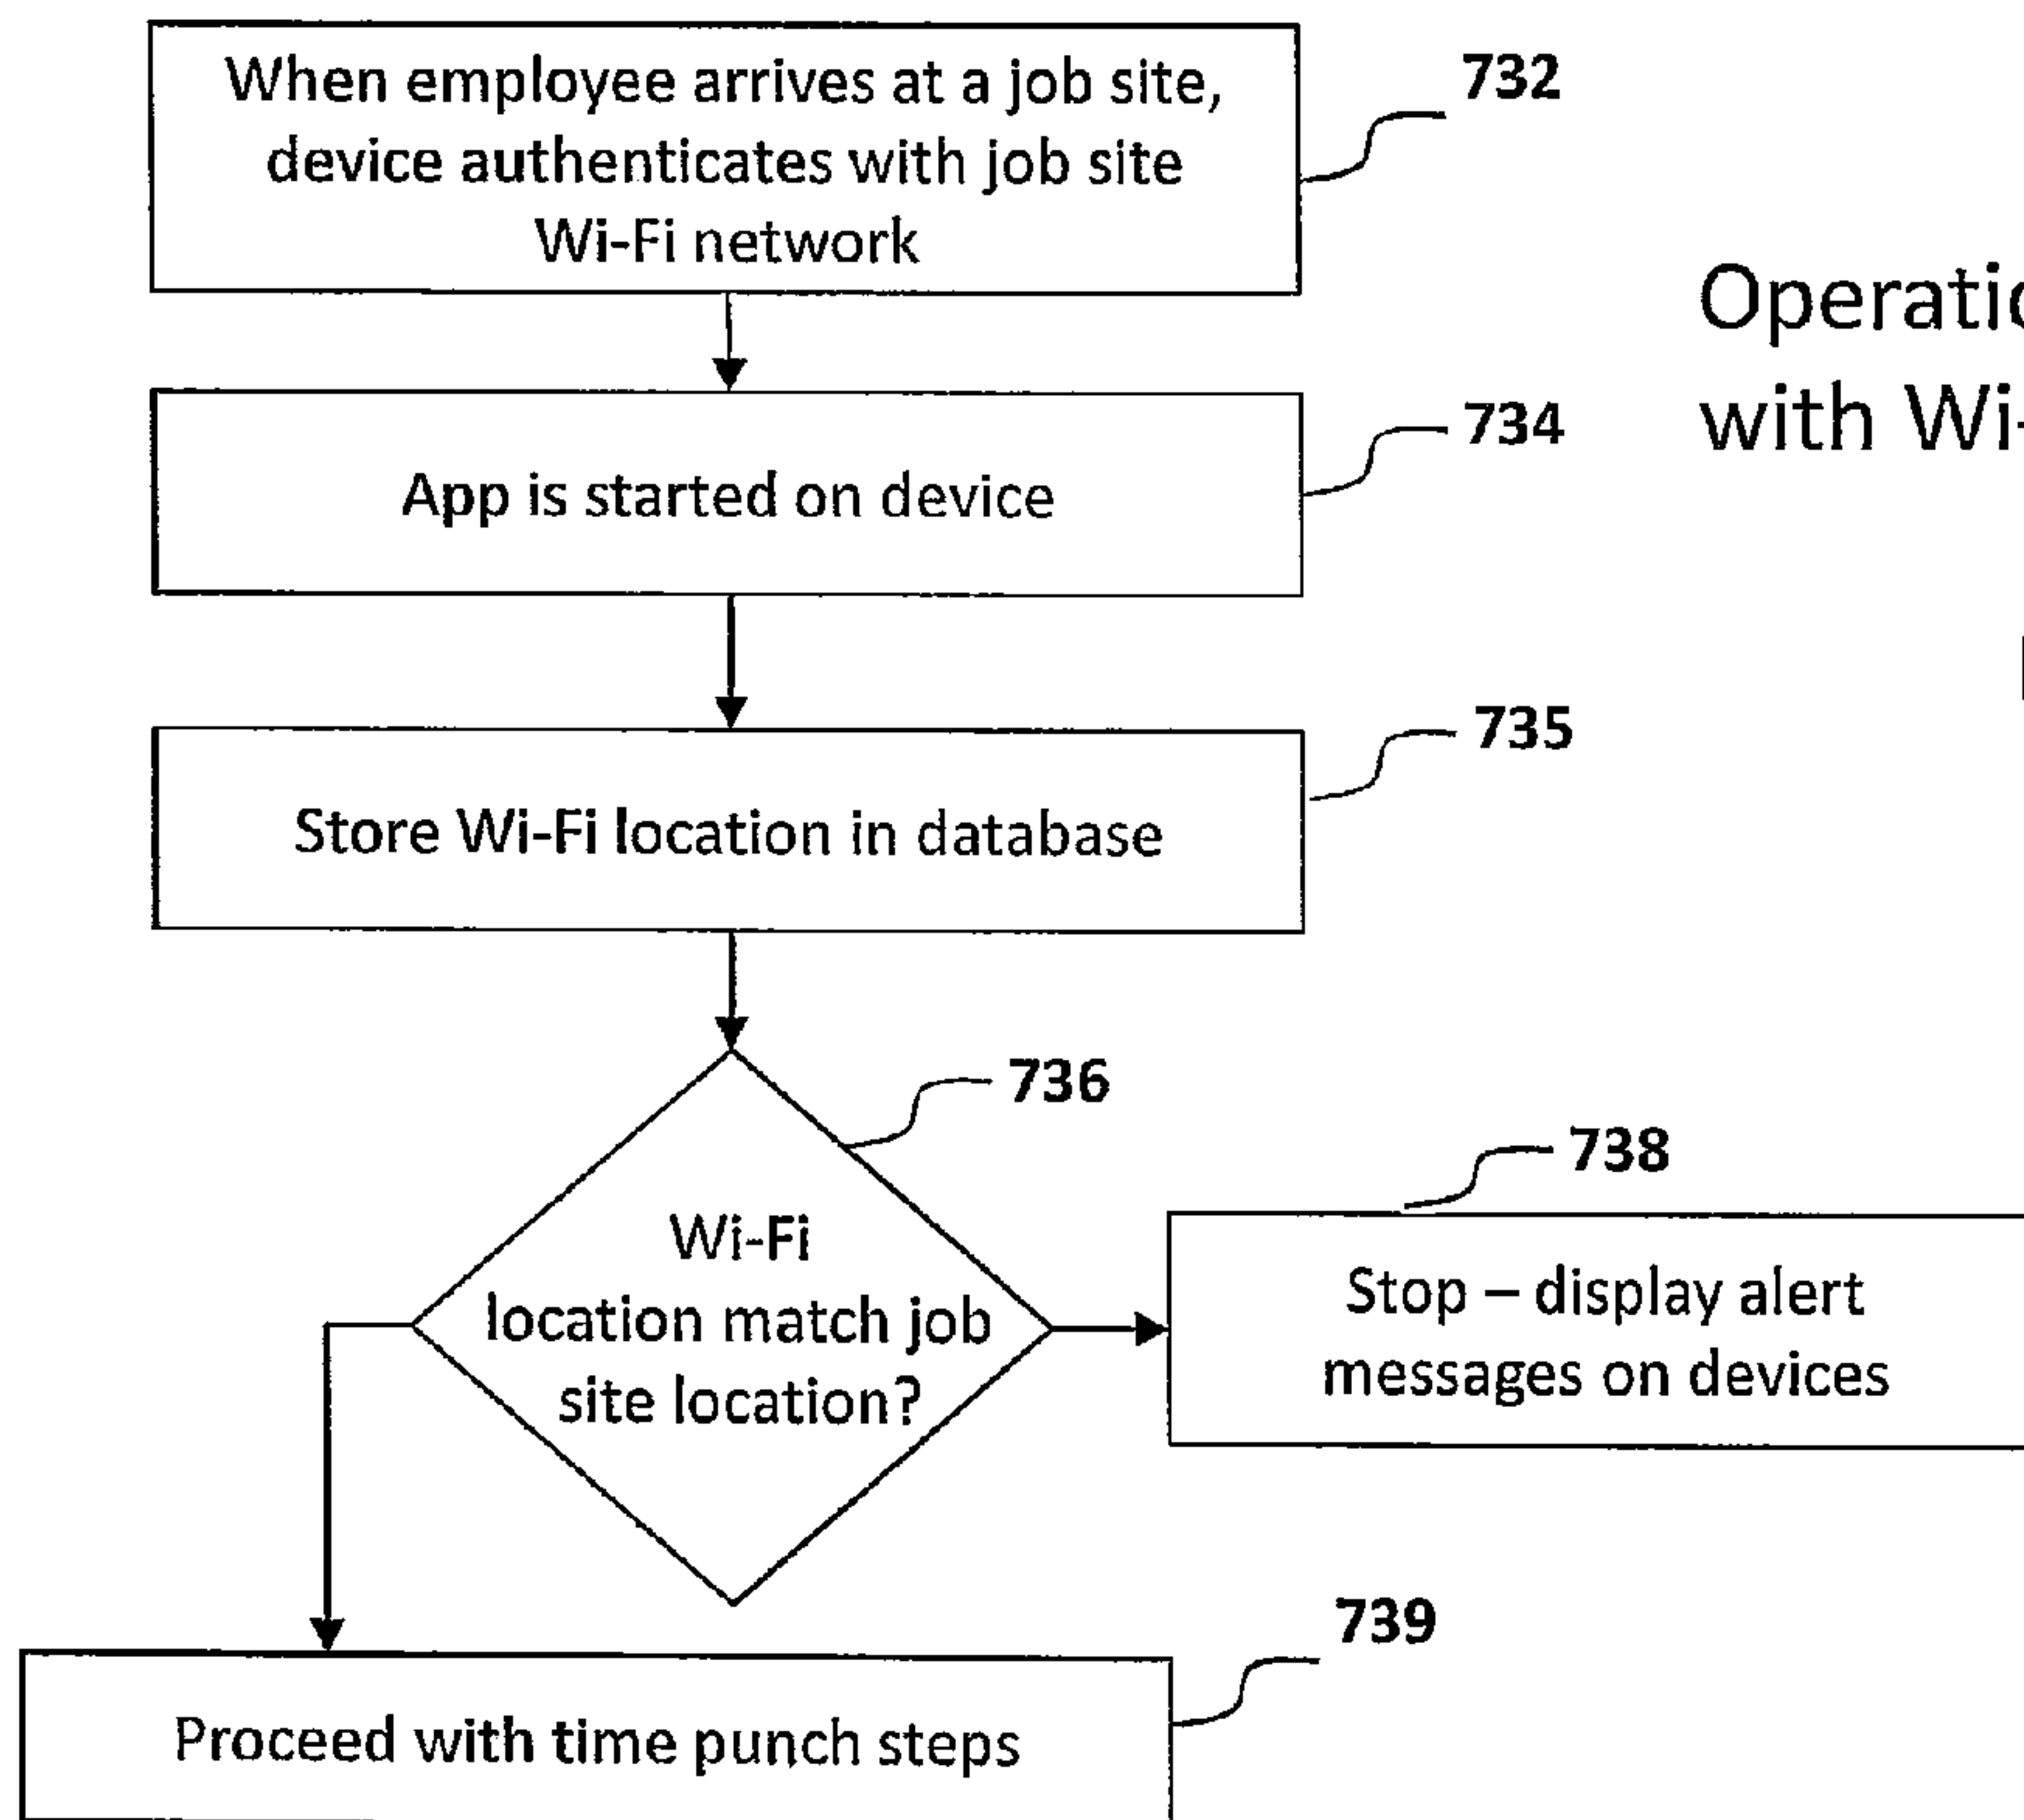 When employee arrives at a job site,
device authenticates with job site
Wi-Fi network
732
App is started on device
734
Store Wi-Fi location in database
735
Wi-Fi
location match job
site location?
736
Stop – display alert
messages on devices
738
Proceed with time punch steps
739
with